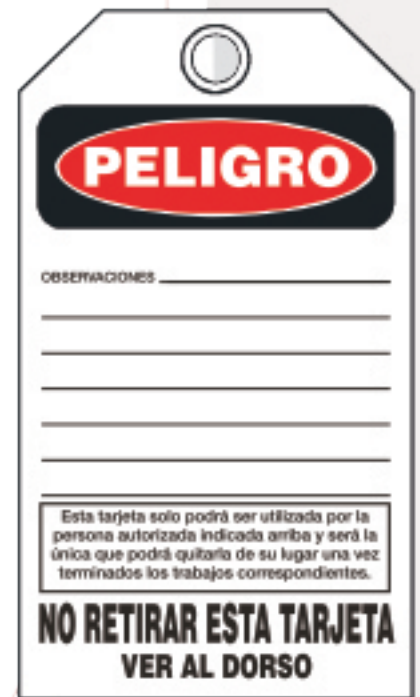 PELIGRO
OBSERVACIONES
Esta tarjeta solo podrá ser utilizada por la
persona autorizada indicada arriba y será la
única que podrá quitarla de su lugar una vez
terminados los trabajos correspondientes.
NO RETIRAR ESTA TARJETA
VER AL DORSO